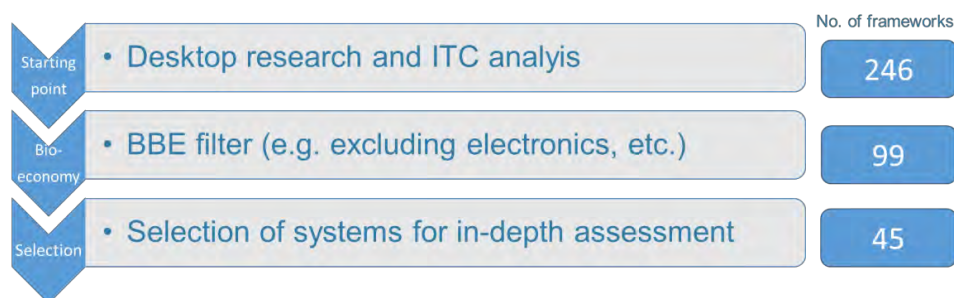 No. of frameworks
Starting
point
• Desktop research and ITC analyis
246
Bio-
economy
• BBE filter (e.g. excluding electronics, etc.)
99
Selection
• Selection of systems for in-depth assessment
45